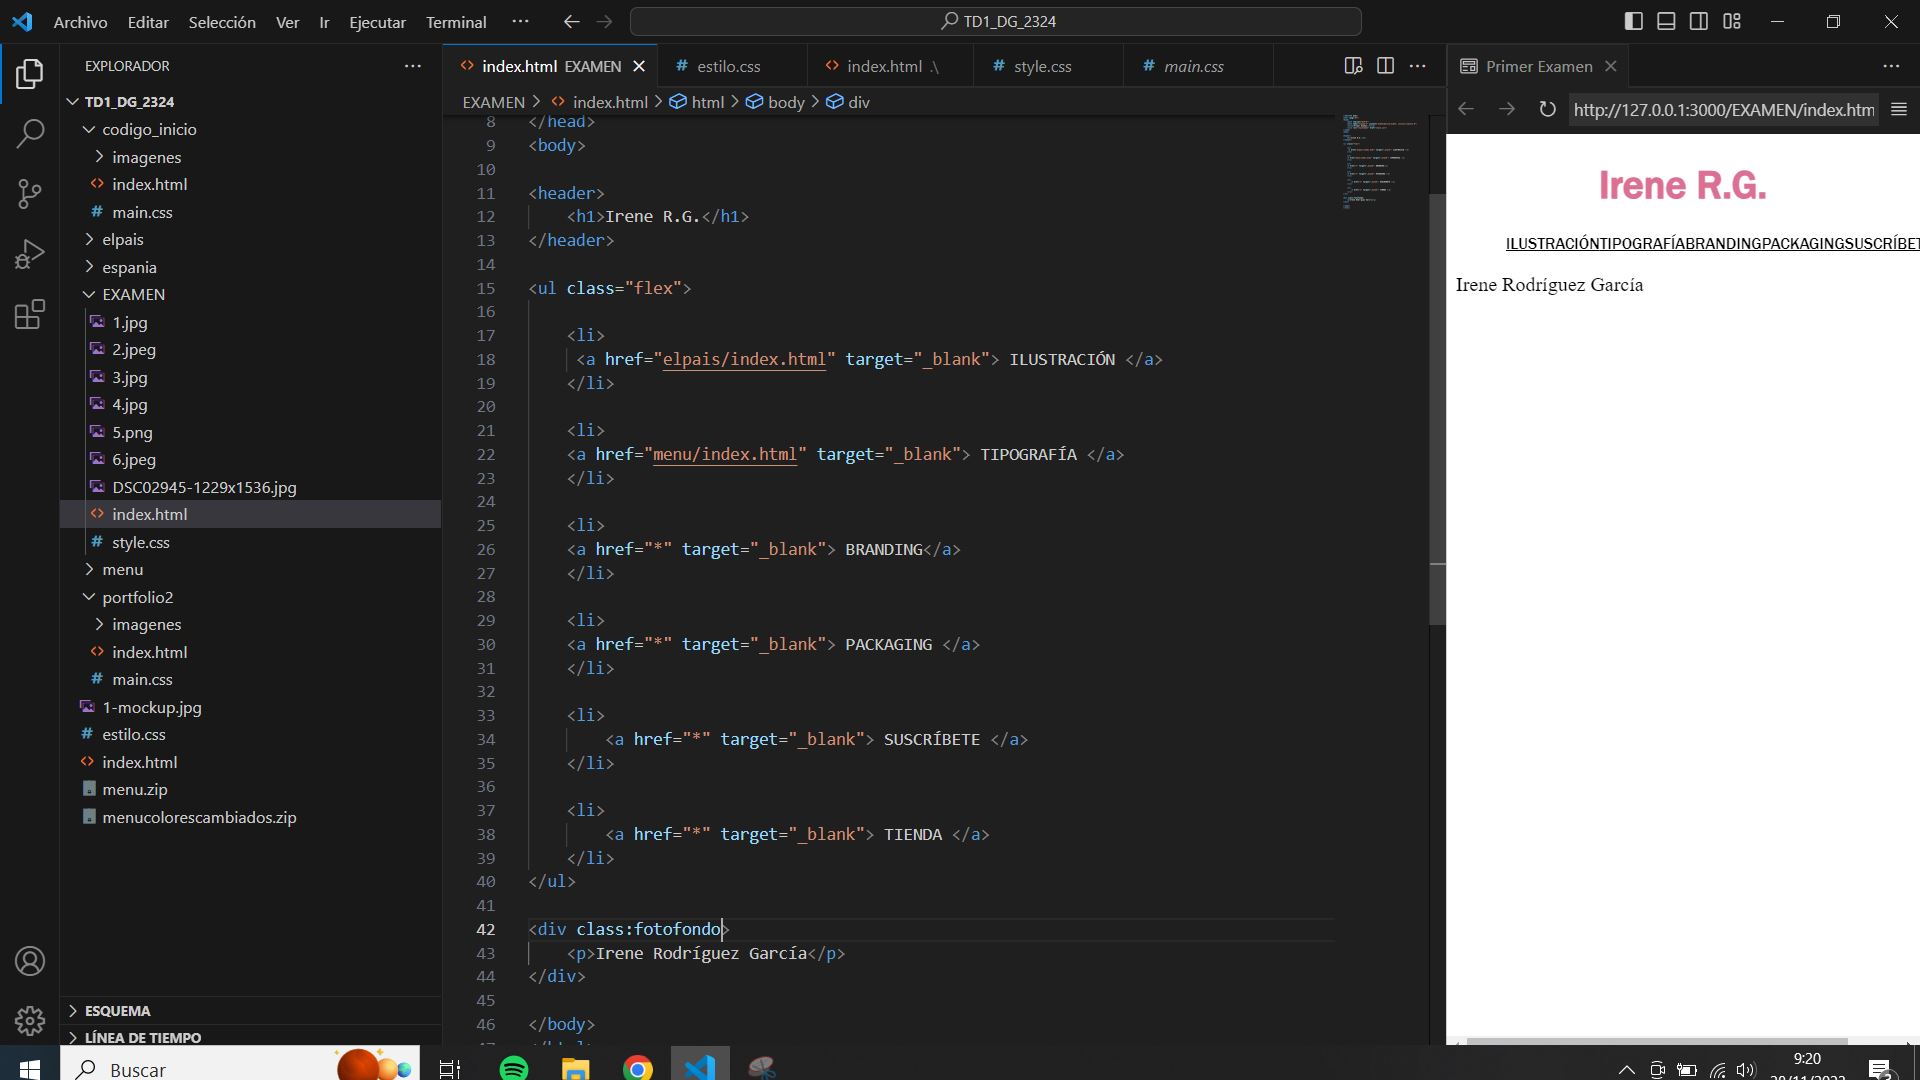 Archivo Editar Selección Ver Ir Ejecutar Terminal ··· TD1_DG_2324
EXPLORADOR ···
TD1_DG_2324
codigo_inicio
imagenes
index.html
main.css
elpais
espania
EXAMEN
1.jpg
2.jpeg
3.jpg
4.jpg
5.png
6.jpeg
DSC02945-1229x1536.jpg
index.html
style.css
menu
portfolio2
imagenes
index.html
main.css
1-mockup.jpg
estilo.css
index.html
menu.zip
menucolorescambiados.zip
ESQUEMA
LÍNEA DE TIEMPO
index.html EXAMEN estilo.css index.html .\ style.css main.css
EXAMEN > index.html > html > body > div
8 </head>
9 <body>
10
11 <header>
12 <h1>Irene R.G.</h1>
13 </header>
14
15 <ul class="flex">
16
17 <li>
18 <a href="elpais/index.html" target="_blank"> ILUSTRACIÓN </a>
19 </li>
20
21 <li>
22 <a href="menu/index.html" target="_blank"> TIPOGRAFÍA </a>
23 </li>
24
25 <li>
26 <a href="*" target="_blank"> BRANDING</a>
27 </li>
28
29 <li>
30 <a href="*" target="_blank"> PACKAGING </a>
31 </li>
32
33 <li>
34 <a href="*" target="_blank"> SUSCRÍBETE </a>
35 </li>
36
37 <li>
38 <a href="*" target="_blank"> TIENDA </a>
39 </li>
40 </ul>
41
42 <div class:fotofondo>
43 <p>Irene Rodríguez García</p>
44 </div>
45
46 </body>
Primer Examen
http://127.0.0.1:3000/EXAMEN/index.htm
Irene R.G.
ILUSTRACIÓNTIPOGRAFÍABRANDINGPACKAGINGSUSCRÍBET
Irene Rodríguez García
Buscar
9:20